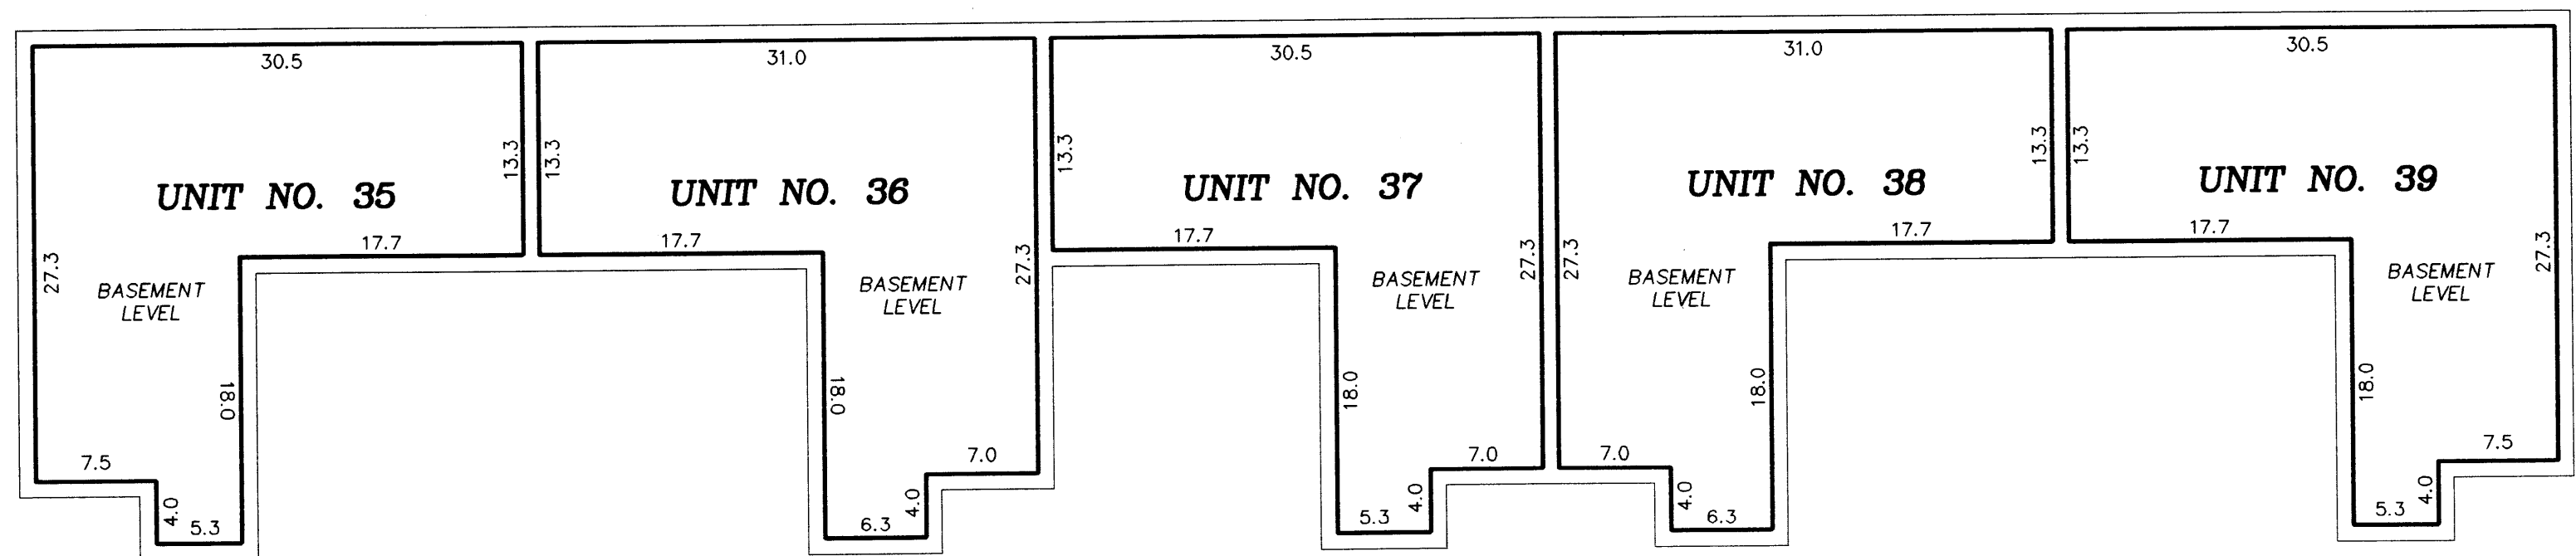 30.5
13.3
UNIT NO. 35
17.7
27.3
BASEMENT
LEVEL
18.0
7.5
4.0
5.3
31.0
13.3
UNIT NO. 36
17.7
27.3
BASEMENT
LEVEL
18.0
7.0
4.0
6.3
30.5
13.3
UNIT NO. 37
17.7
27.3
BASEMENT
LEVEL
18.0
7.0
4.0
5.3
31.0
13.3
UNIT NO. 38
17.7
27.3
BASEMENT
LEVEL
18.0
7.0
4.0
6.3
30.5
13.3
UNIT NO. 39
17.7
27.3
BASEMENT
LEVEL
18.0
7.5
4.0
5.3